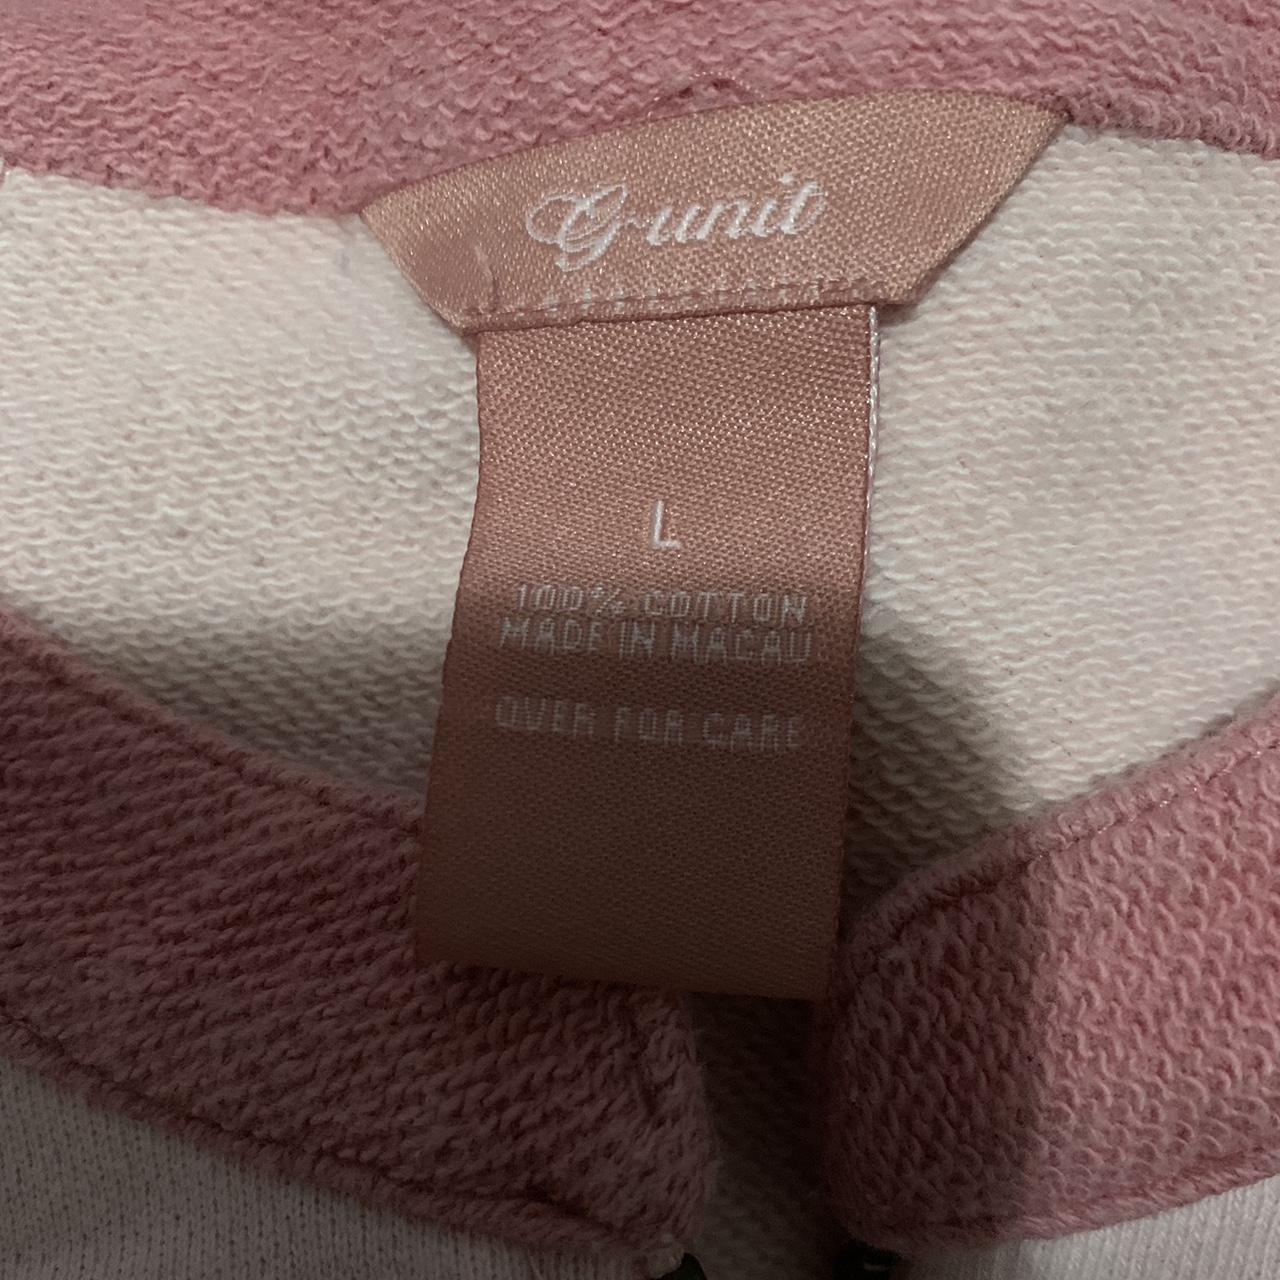 G-unit
L
100% COTTON
MADE IN MACAU
OVER FOR CARE